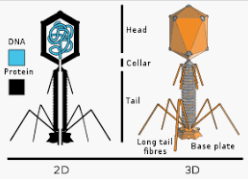 DNA
Protein
Head
Cellar
Tail
Long tail
fibres
Base plate
2D
3D